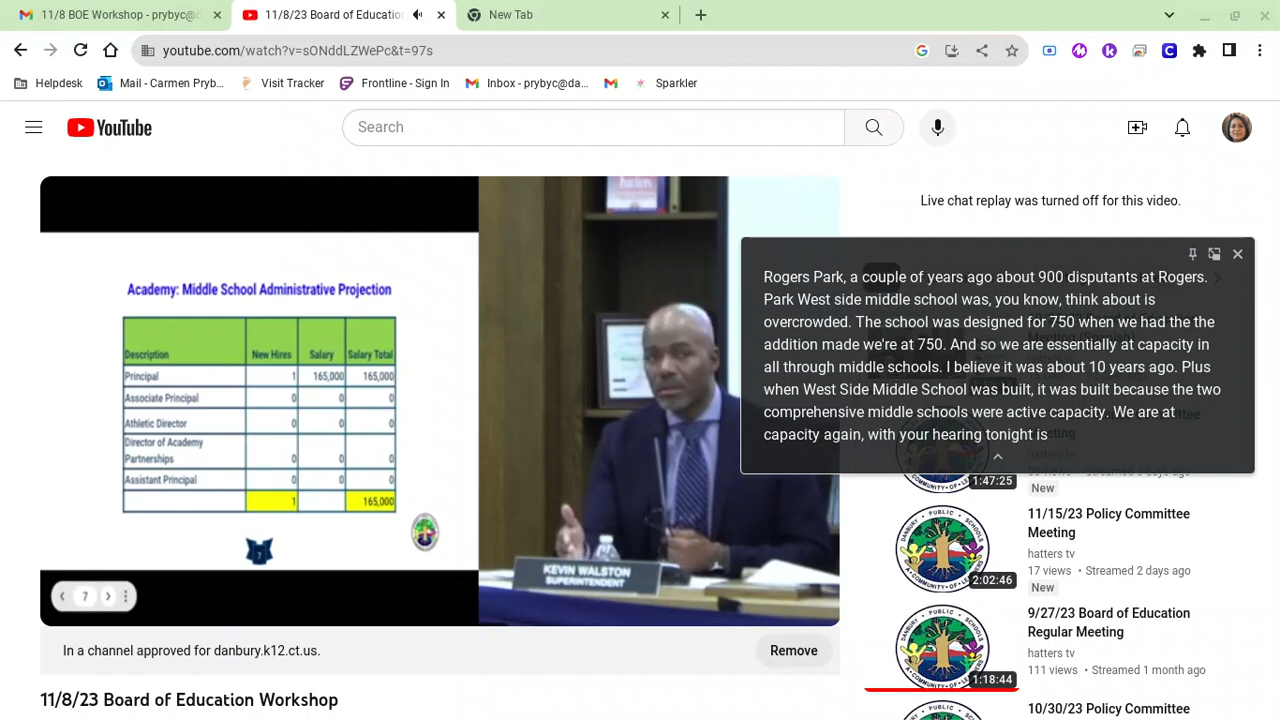 11/8 BOE Workshop - prybyc@d
11/8/23 Board of Education
New Tab
youtube.com/watch?v=sONddLZWePc&t=97s
Helpdesk
Mail - Carmen Pryb...
Visit Tracker
Frontline - Sign In
Inbox - prybyc@da...
Sparkler
YouTube
Search
Live chat replay was turned off for this video.
Academy: Middle School Administrative Projection
Description New Hires Salary Salary Total
Principal 1 165,000 165,000
Associate Principal 0 0 0
Athletic Director 0 0 0
Director of Academy
Partnerships 0 0 0
Assistant Principal 0 0 0
1 165,000
7
KEVIN WALSTON
SUPERINTENDENT
Rogers Park, a couple of years ago about 900 disputants at Rogers.
Park West side middle school was, you know, think about is
overcrowded. The school was designed for 750 when we had the the
addition made we're at 750. And so we are essentially at capacity in
all through middle schools. I believe it was about 10 years ago. Plus
when West Side Middle School was built, it was built because the two
comprehensive middle schools were active capacity. We are at
capacity again, with your hearing tonight is
Meeting
hatters tv
1:47:25
New
11/15/23 Policy Committee
Meeting
hatters tv
17 views • Streamed 2 days ago
2:02:46
New
9/27/23 Board of Education
Regular Meeting
hatters tv
111 views • Streamed 1 month ago
1:18:44
10/30/23 Policy Committee
In a channel approved for danbury.k12.ct.us.
Remove
11/8/23 Board of Education Workshop